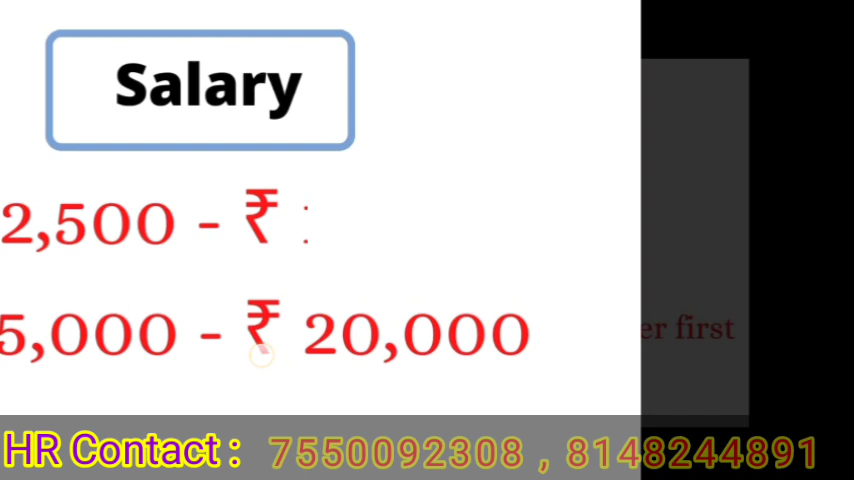 Salary
2,500 - ₹
5,000 - ₹ 20,000
er first
HR Contact : 7550092308 , 8148244891